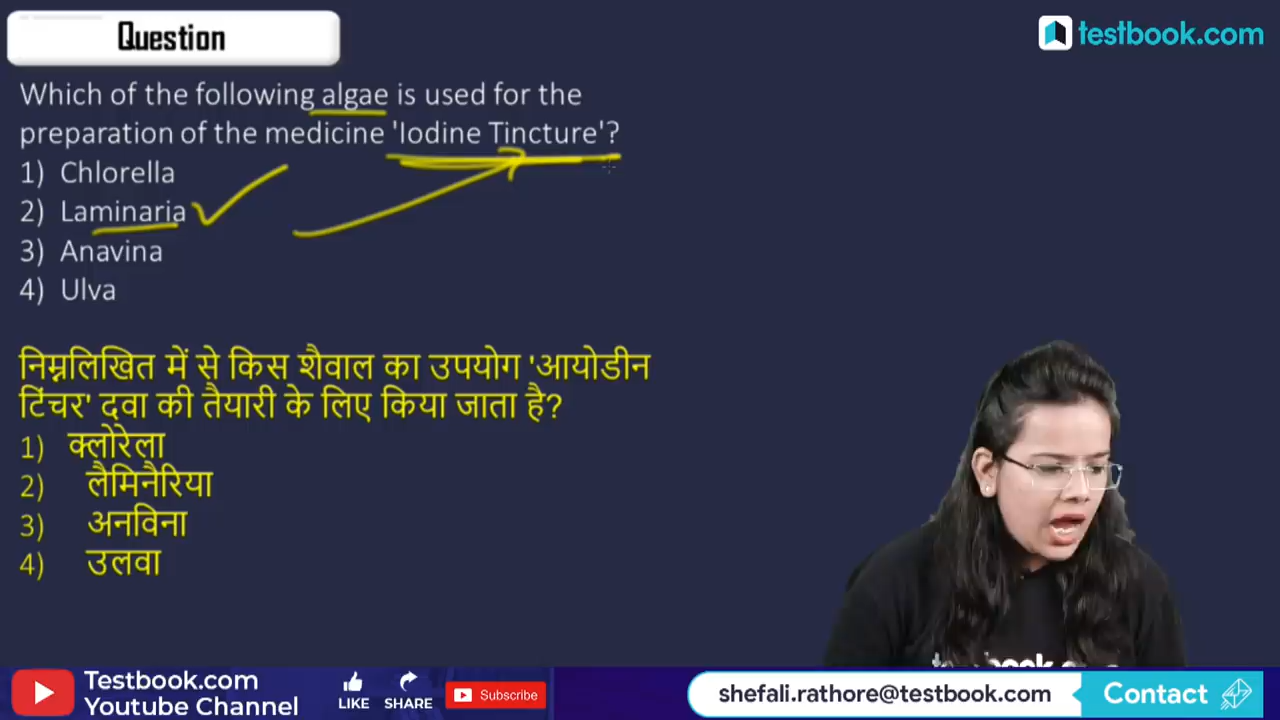 Question
testbook.com
Which of the following algae is used for the
preparation of the medicine 'Iodine Tincture'?
1) Chlorella
2) Laminaria
3) Anavina
4) Ulva
निम्नलिखित में से किस शैवाल का उपयोग 'आयोडीन
टिंचर' दवा की तैयारी के लिए किया जाता है?
1) क्लोरेला
2) लैमिनैरिया
3) अनविना
4) उलवा
Testbook.com
YouTube Channel
LIKE
SHARE
Subscribe
shefali.rathore@testbook.com
Contact